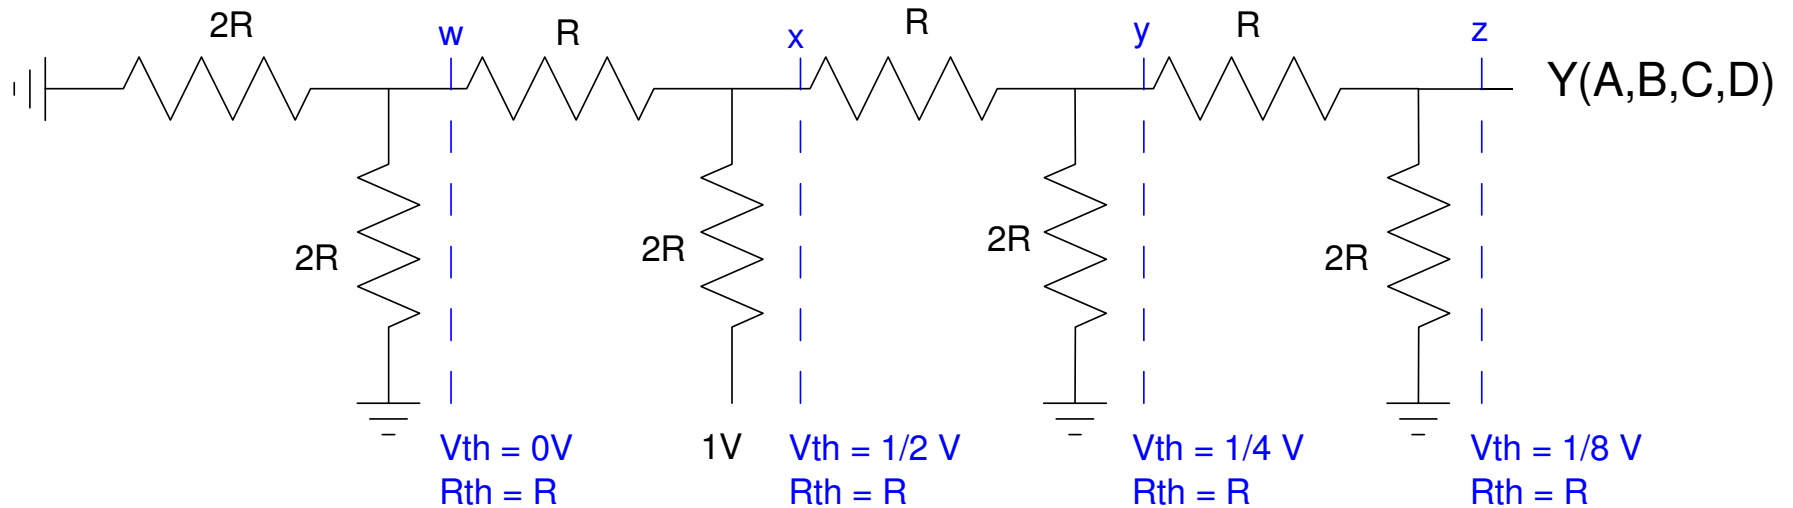 2R
w
R
x
R
y
R
z
Y(A,B,C,D)
2R
2R
2R
2R
1V
Vth = 0V
Rth = R
Vth = 1/2 V
Rth = R
Vth = 1/4 V
Rth = R
Vth = 1/8 V
Rth = R